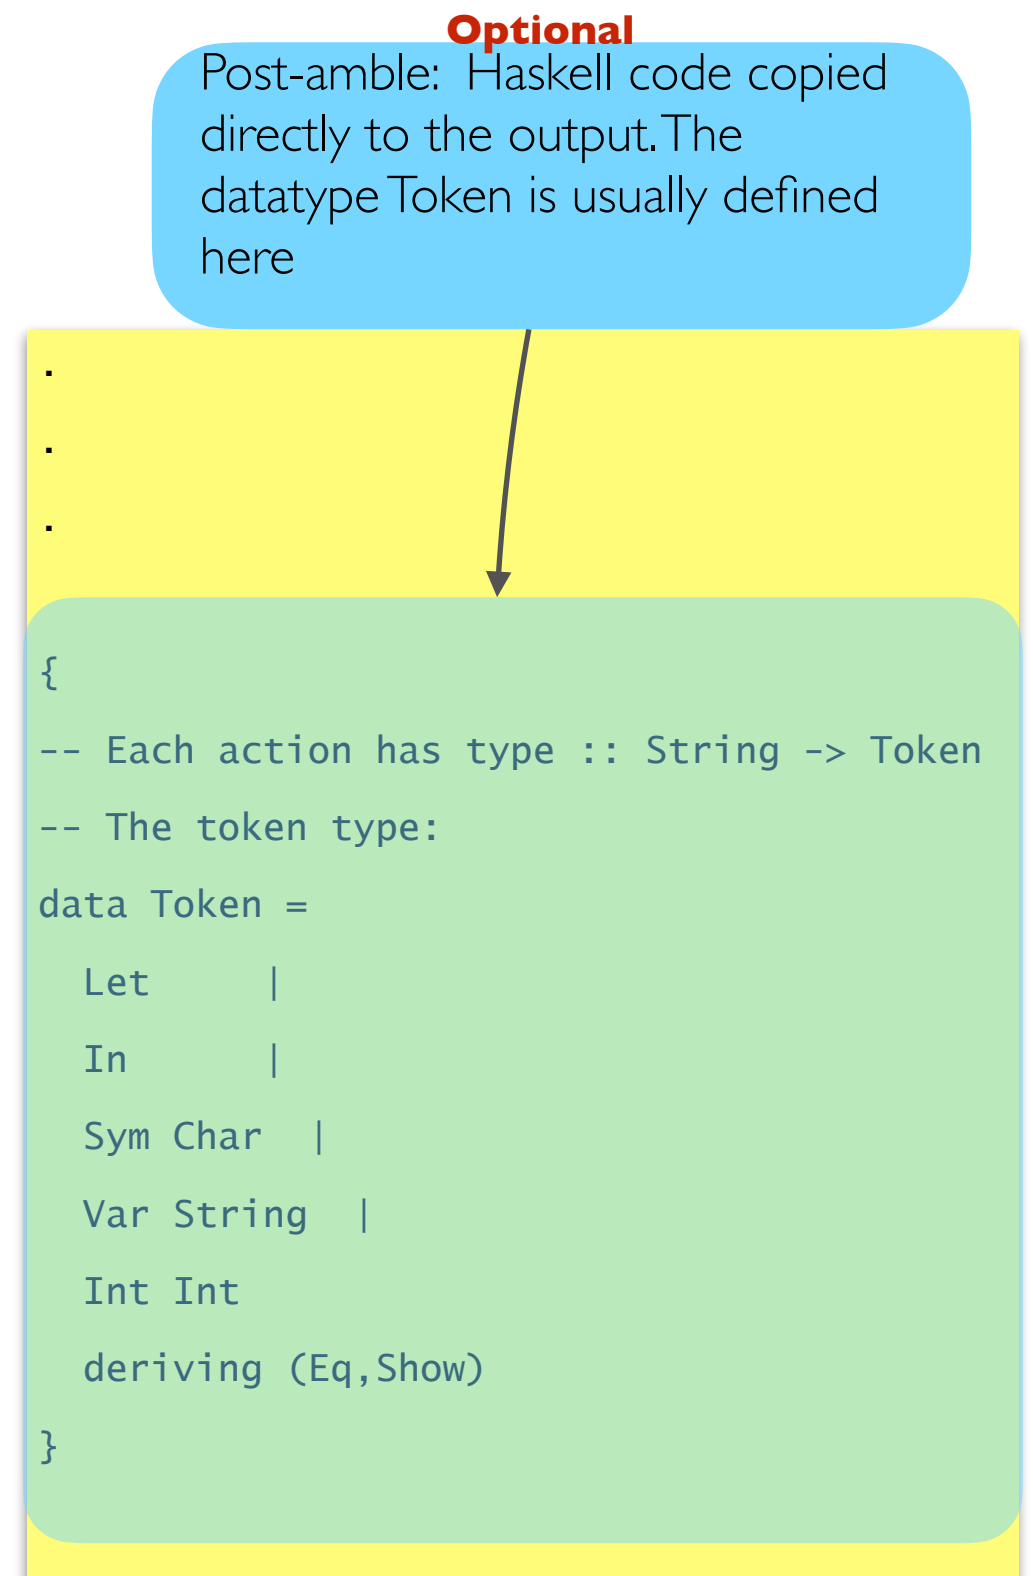 Optional
Post-amble:  Haskell code copied
directly to the output. The
datatype Token is usually defined
here
.
.
.
{
-- Each action has type :: String -> Token
-- The token type:
data Token =
  Let     |
  In      |
  Sym Char  |
  Var String  |
  Int Int
  deriving (Eq,Show)
}